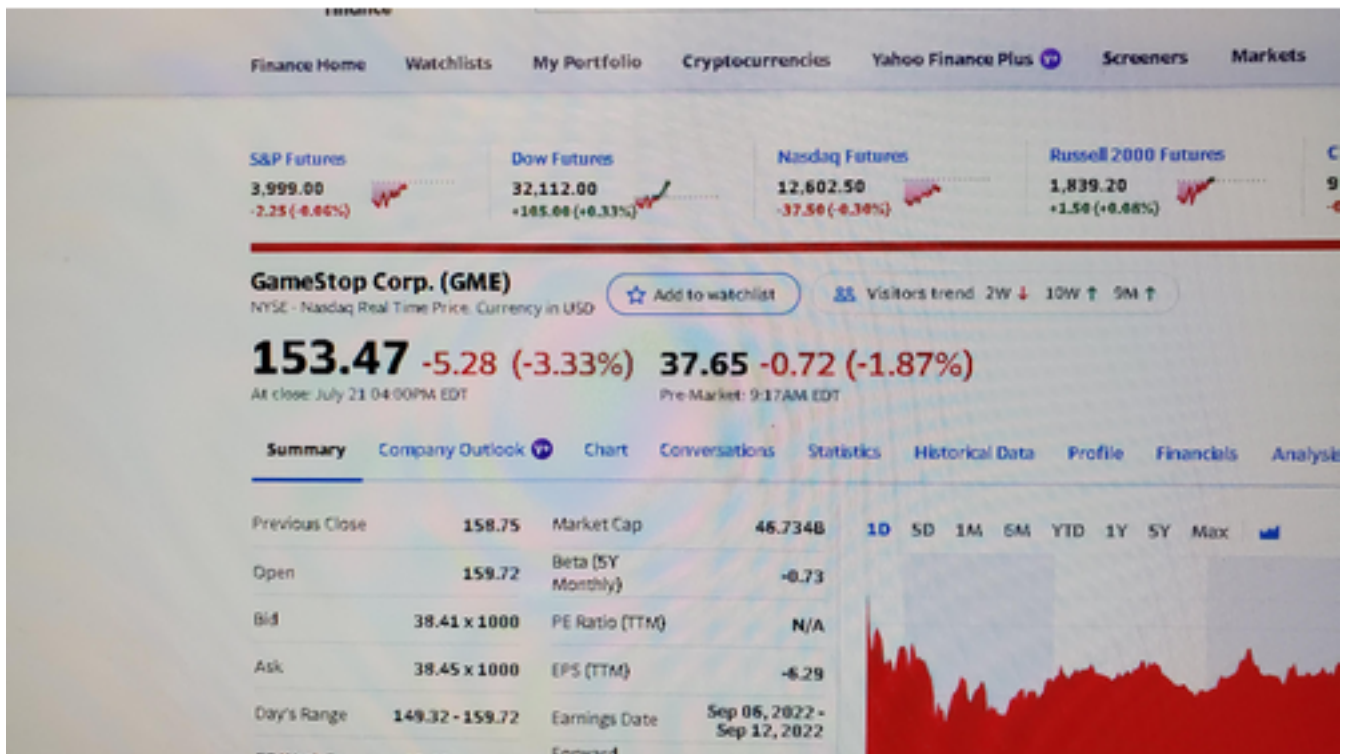 Finance
Finance Home Watchlists My Portfolio Cryptocurrencies Yahoo Finance Plus Y+ Screeners Markets
S&P Futures Dow Futures Nasdaq Futures Russell 2000 Futures C
3,999.00 32,112.00 12,602.50 1,839.20 9
-2.25 (-0.06%) +105.00 (+0.33%) -37.50 (-0.30%) +1.50 (+0.08%)
GameStop Corp. (GME) Add to watchlist Visitors trend 2W ↓ 10W ↑ 9M ↑
NYSE - Nasdaq Real Time Price. Currency in USD
153.47 -5.28 (-3.33%) 37.65 -0.72 (-1.87%)
At close: July 21 04:00PM EDT Pre-Market: 9:17AM EDT
Summary Company Outlook Y+ Chart Conversations Statistics Historical Data Profile Financials Analysis
Previous Close 158.75 Market Cap 46.734B 1D 5D 1M 6M YTD 1Y 5Y Max
Open 159.72 Beta (5Y Monthly) -0.73
Bid 38.41 x 1000 PE Ratio (TTM) N/A
Ask 38.45 x 1000 EPS (TTM) -6.29
Day's Range 149.32 - 159.72 Earnings Date Sep 06, 2022 -
Sep 12, 2022
Forward